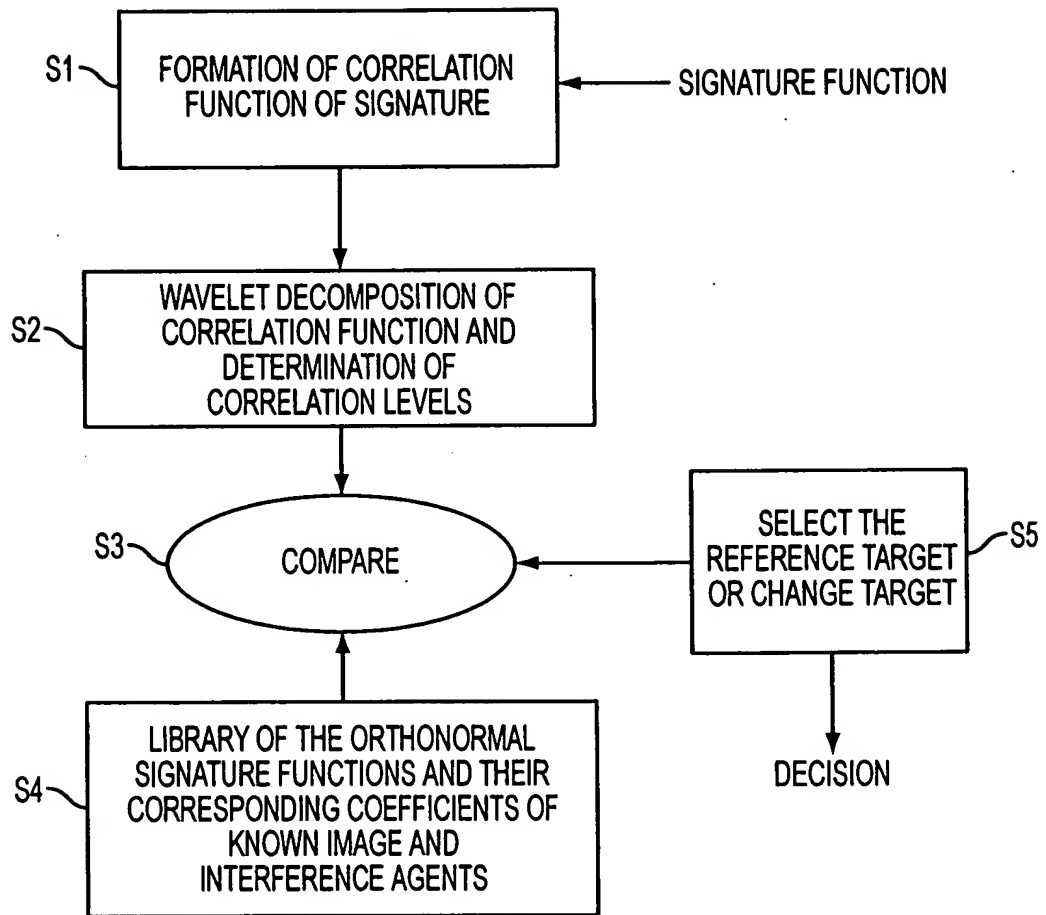 S1
FORMATION OF CORRELATION
FUNCTION OF SIGNATURE
SIGNATURE FUNCTION
S2
WAVELET DECOMPOSITION OF
CORRELATION FUNCTION AND
DETERMINATION OF
CORRELATION LEVELS
S3
COMPARE
SELECT THE
REFERENCE TARGET
OR CHANGE TARGET
S5
S4
LIBRARY OF THE ORTHONORMAL
SIGNATURE FUNCTIONS AND THEIR
CORRESPONDING COEFFICIENTS OF
KNOWN IMAGE AND
INTERFERENCE AGENTS
DECISION